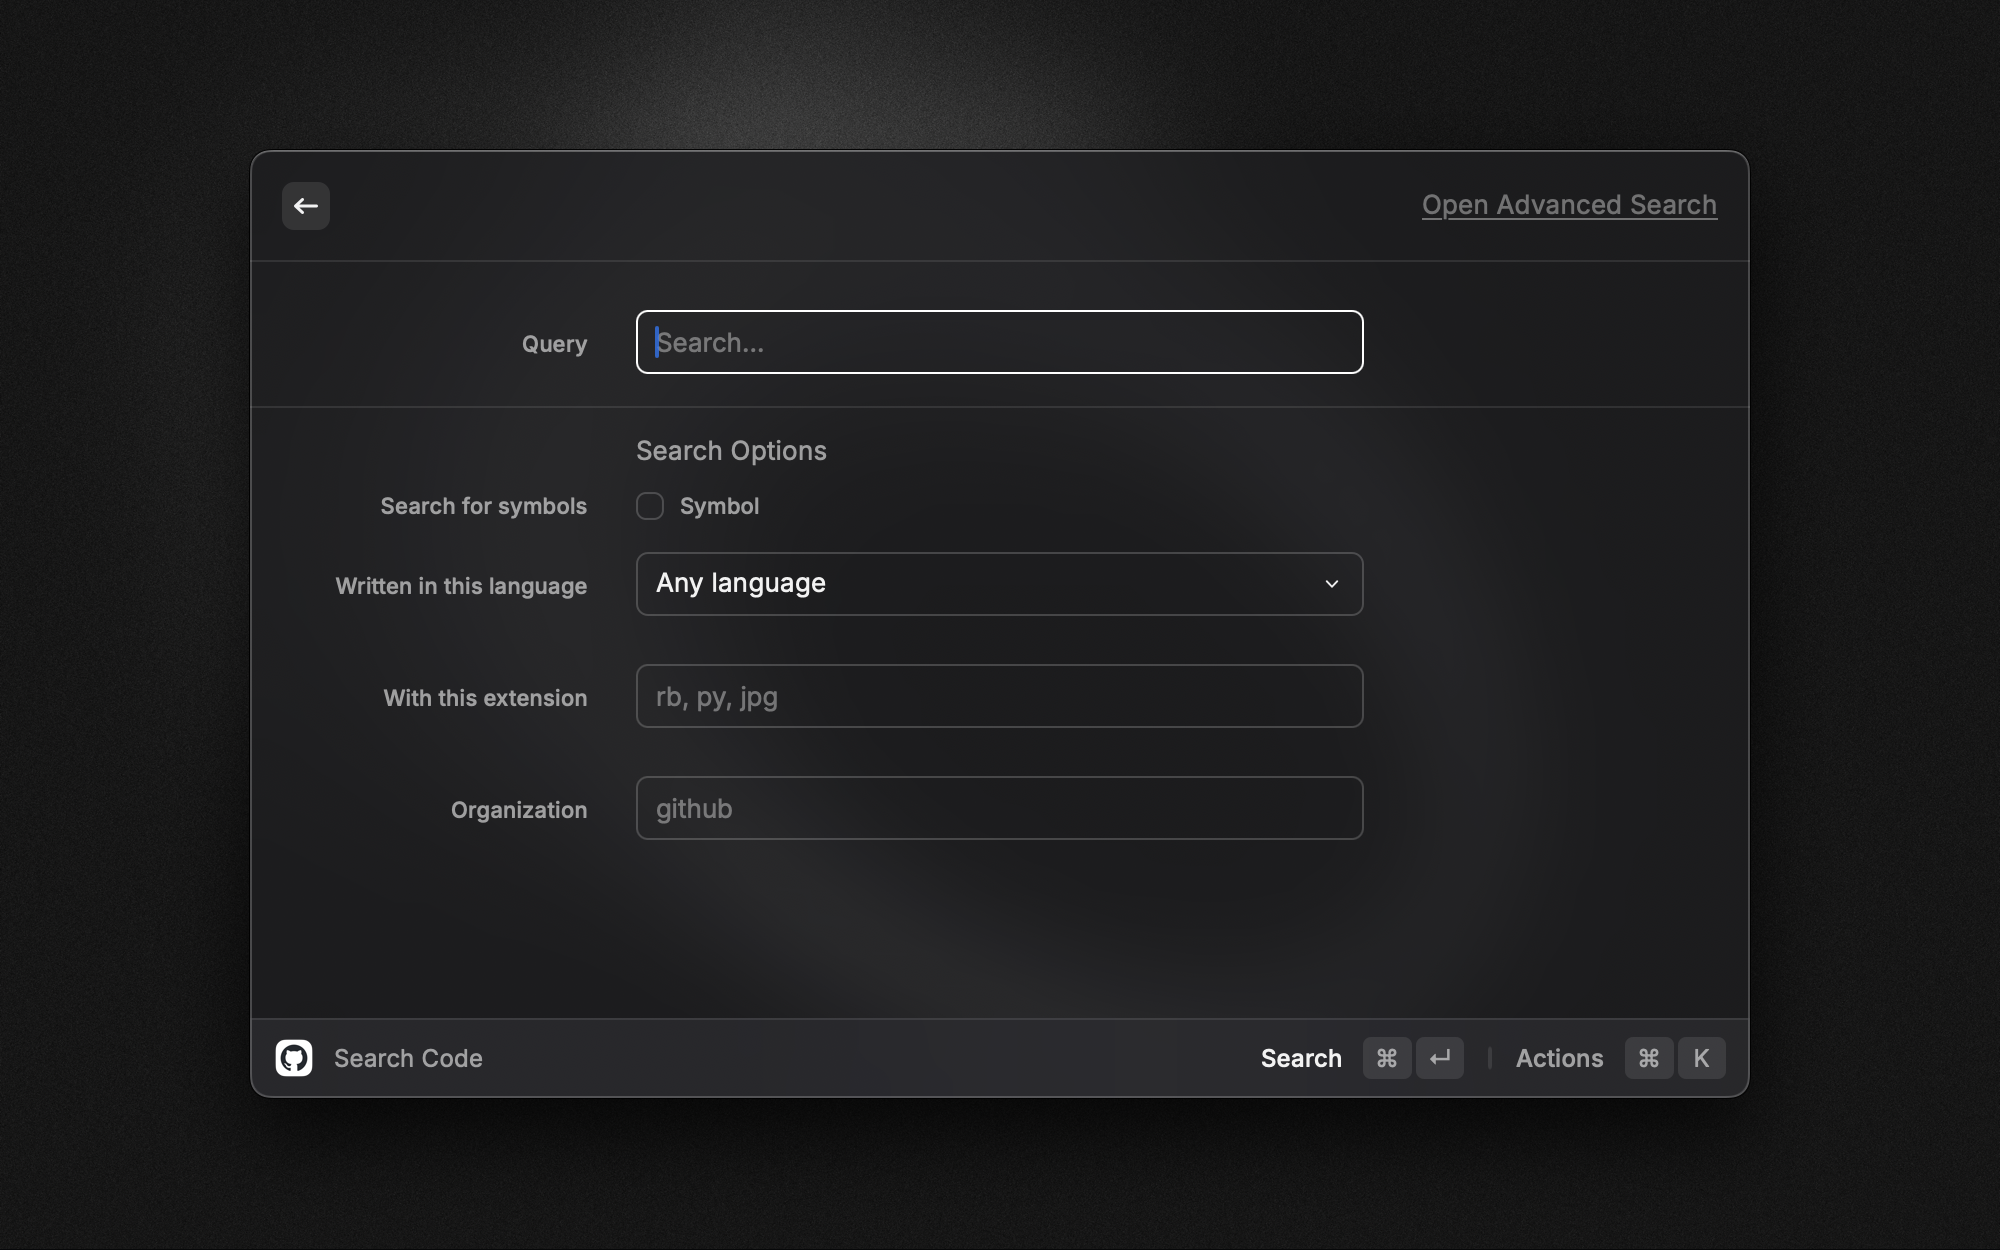 Open Advanced Search
Query
Search...
Search Options
Search for symbols
Symbol
Written in this language
Any language
With this extension
rb, py, jpg
Organization
github
Search Code
Search ⌘ ↵ | Actions ⌘ K